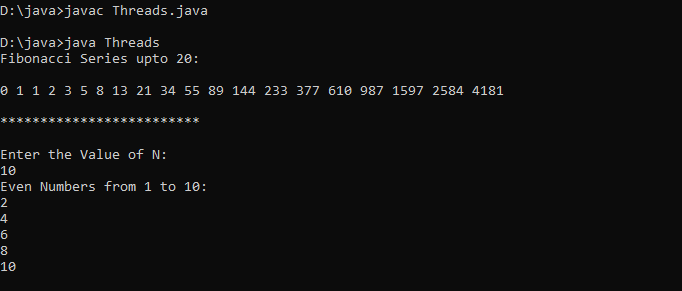 D:\java>javac Threads.java
D:\java>java Threads
Fibonacci Series upto 20:
0 1 1 2 3 5 8 13 21 34 55 89 144 233 377 610 987 1597 2584 4181
*************************
Enter the Value of N:
10
Even Numbers from 1 to 10:
2
4
6
8
10